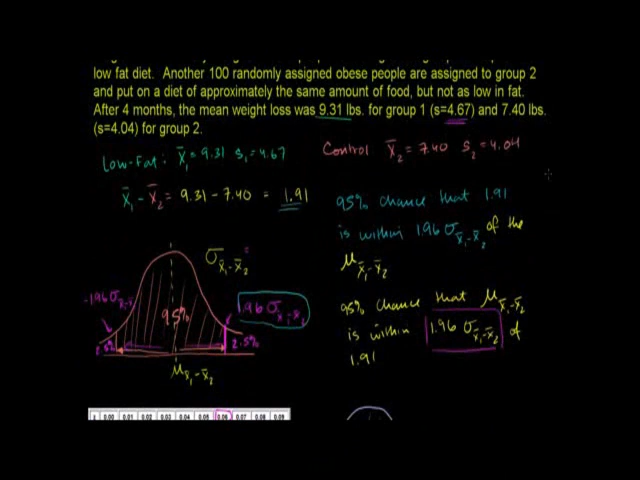 low fat diet. Another 100 randomly assigned obese people are assigned to group 2
and put on a diet of approximately the same amount of food, but not as low in fat.
After 4 months, the mean weight loss was 9.31 lbs. for group 1 (s=4.67) and 7.40 lbs.
(s=4.04) for group 2.
Low-Fat: x̄₁ = 9.31 s₁ = 4.67
Control x̄₂ = 7.40 s₂ = 4.04
x̄₁ - x̄₂ = 9.31 - 7.40 = 1.91
95% chance that 1.91
is within 1.96 σx̄₁-x̄₂ of the
μx̄₁-x̄₂
σx̄₁-x̄₂ =
-1.96σx̄₁-x̄₂
95%
1.96 σx̄₁-x̄₂
2.5%
2.5%
μx̄₁-x̄₂
95% chance that μx̄₁-x̄₂
is within 1.96 σx̄₁-x̄₂ of
1.91
z 0.00 0.01 0.02 0.03 0.04 0.05 0.06 0.07 0.08 0.09